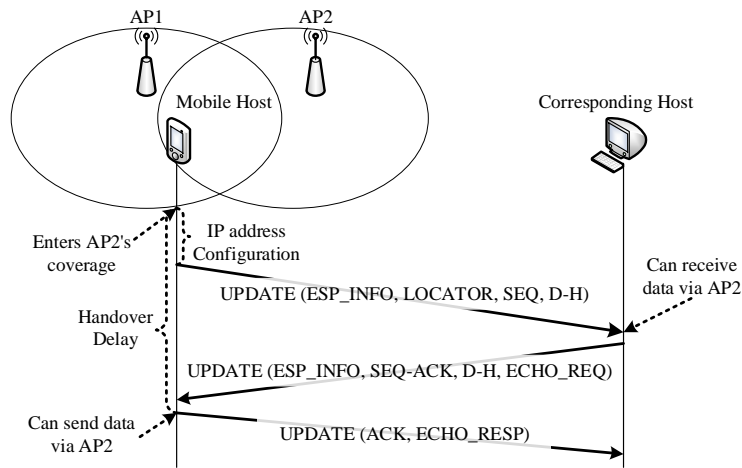 AP1
AP2
Mobile Host
Corresponding Host
Enters AP2's
coverage
IP address
Configuration
UPDATE (ESP_INFO, LOCATOR, SEQ, D-H)
Can receive
data via AP2
Handover
Delay
UPDATE (ESP_INFO, SEQ-ACK, D-H, ECHO_REQ)
Can send data
via AP2
UPDATE (ACK, ECHO_RESP)